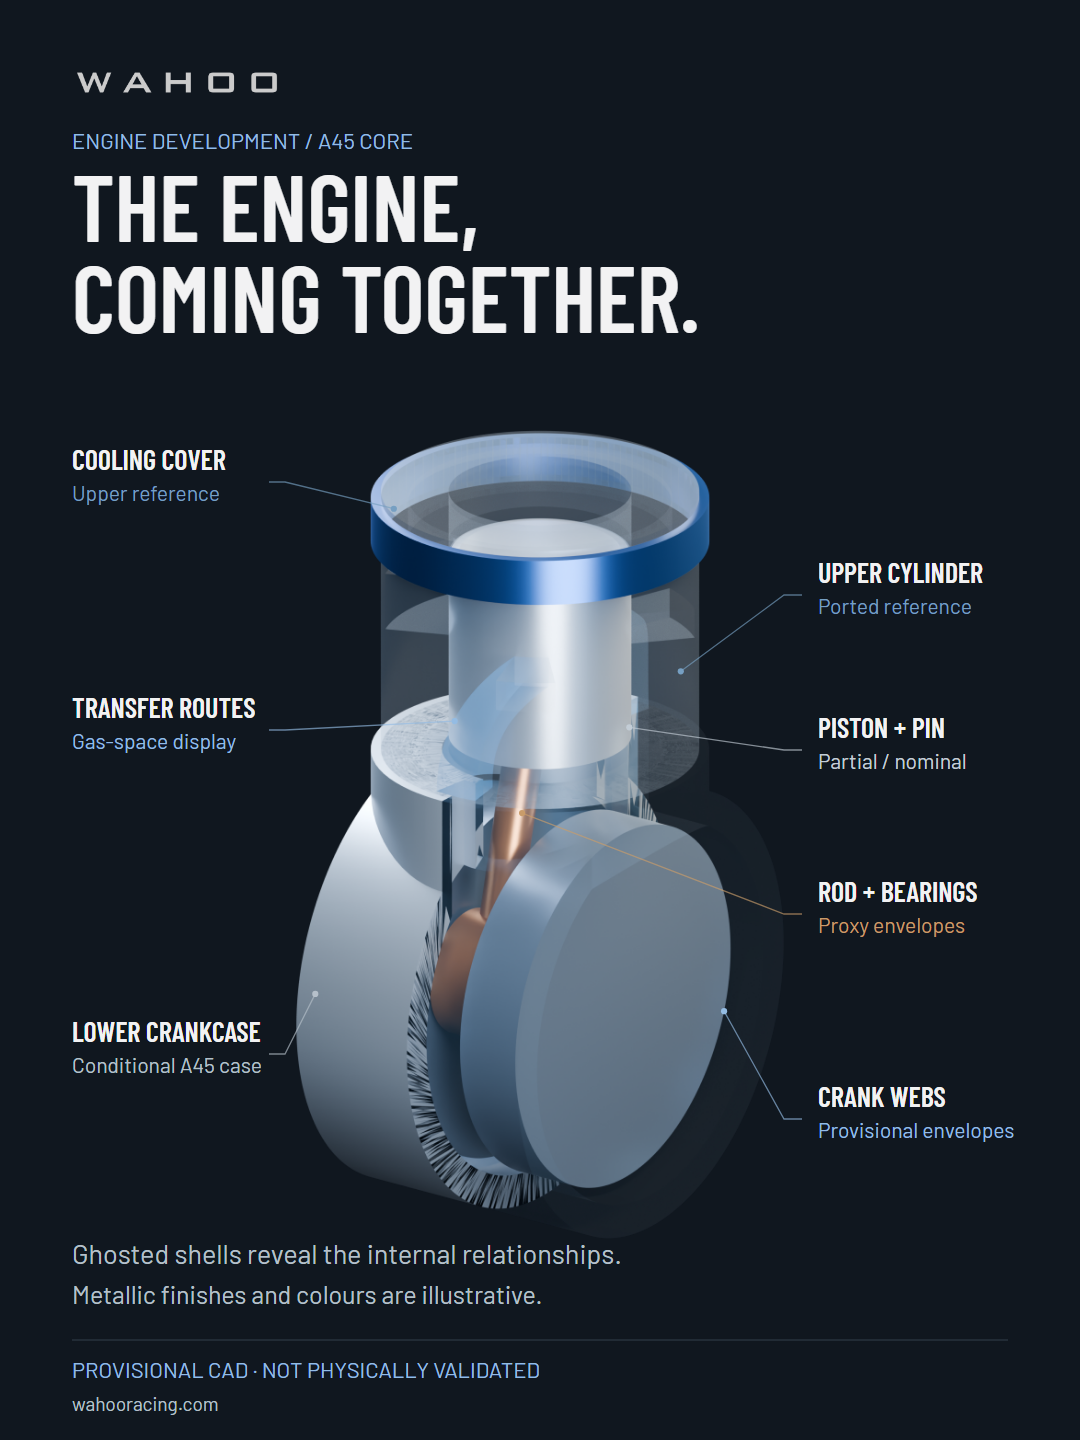 WAHOO
ENGINE DEVELOPMENT / A45 CORE
THE ENGINE,
COMING TOGETHER.
COOLING COVER
Upper reference
UPPER CYLINDER
Ported reference
TRANSFER ROUTES
Gas-space display
PISTON + PIN
Partial / nominal
ROD + BEARINGS
Proxy envelopes
LOWER CRANKCASE
Conditional A45 case
CRANK WEBS
Provisional envelopes
Ghosted shells reveal the internal relationships.
Metallic finishes and colours are illustrative.
PROVISIONAL CAD · NOT PHYSICALLY VALIDATED
wahooracing.com